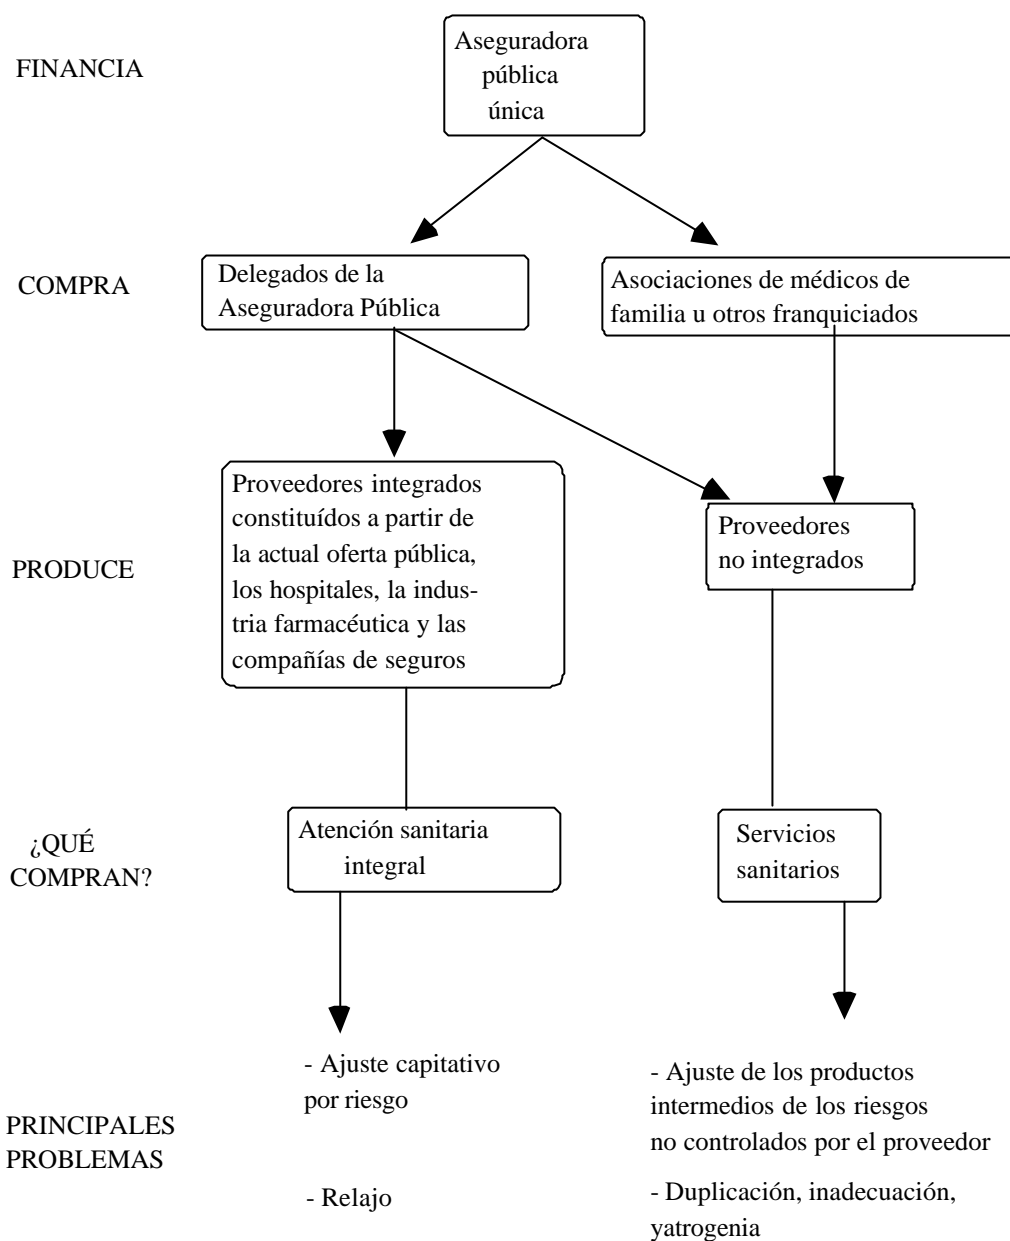 FINANCIA
Aseguradora
pública
única
COMPRA
Delegados de la
Aseguradora Pública
Asociaciones de médicos de
familia u otros franquiciados
PRODUCE
Proveedores integrados
constituídos a partir de
la actual oferta pública,
los hospitales, la indus-
tria farmacéutica y las
compañías de seguros
Proveedores
no integrados
¿QUÉ
COMPRAN?
Atención sanitaria
integral
Servicios
sanitarios
PRINCIPALES
PROBLEMAS
- Ajuste capitativo
por riesgo
- Relajo
- Ajuste de los productos
intermedios de los riesgos
no controlados por el proveedor
- Duplicación, inadecuación,
yatrogenia